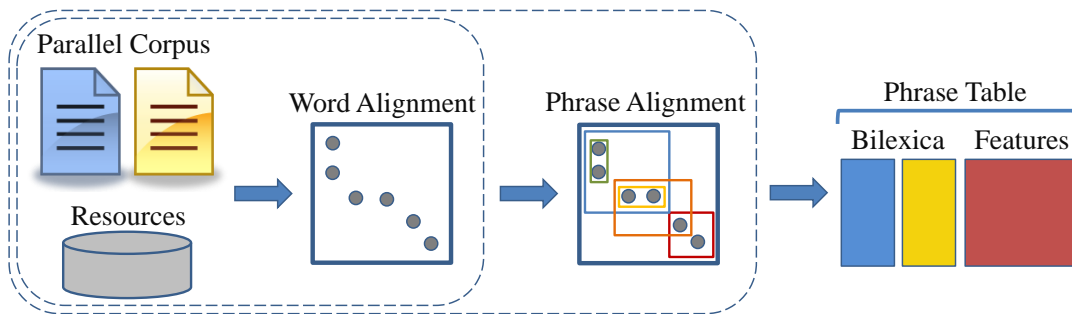 Parallel Corpus
Resources
Word Alignment
Phrase Alignment
Phrase Table
Bilexica Features